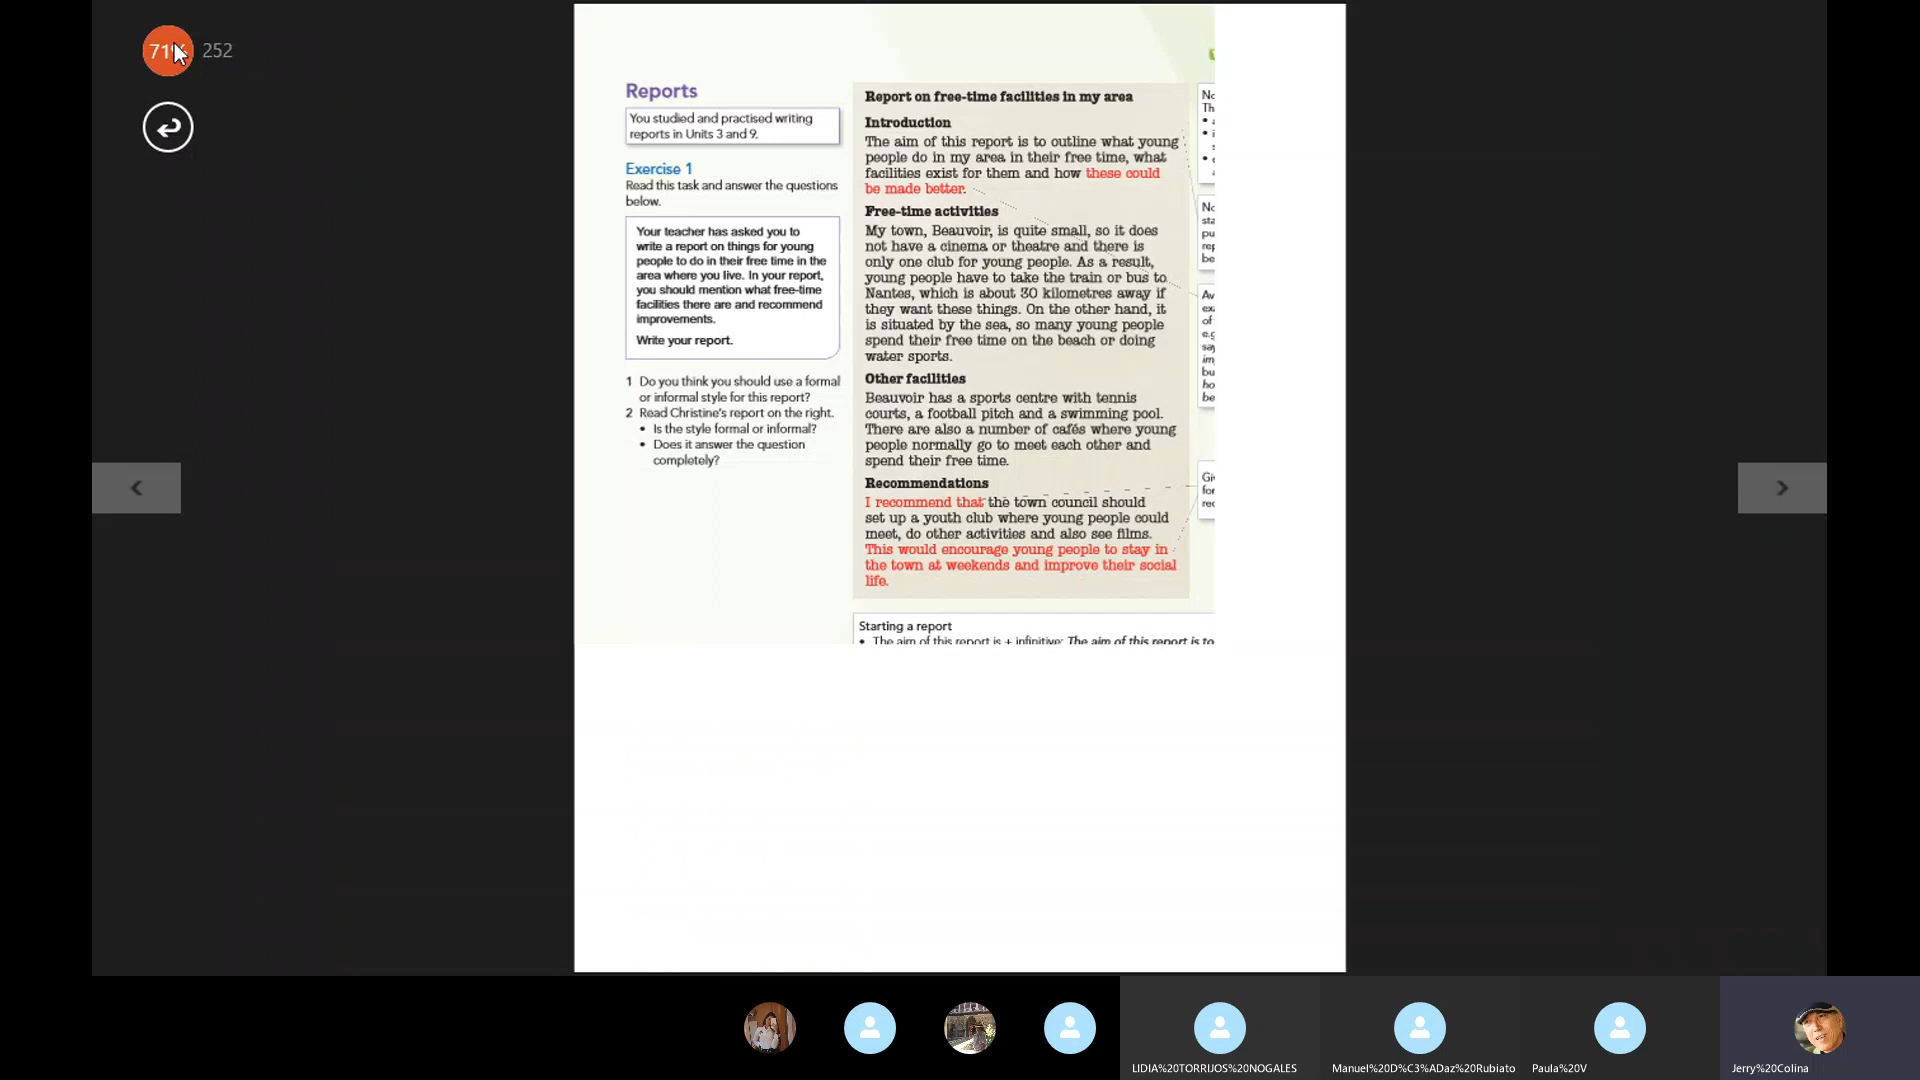 71%
252
Reports
You studied and practised writing
reports in Units 3 and 9.
Exercise 1
Read this task and answer the questions
below.
Your teacher has asked you to
write a report on things for young
people to do in their free time in the
area where you live. In your report,
you should mention what free-time
facilities there are and recommend
improvements.
Write your report.
1 Do you think you should use a formal
or informal style for this report?
2 Read Christine's report on the right.
• Is the style formal or informal?
• Does it answer the question
completely?
Report on free-time facilities in my area
Introduction
The aim of this report is to outline what young
people do in my area in their free time, what
facilities exist for them and how these could
be made better.
Free-time activities
My town, Beauvoir, is quite small, so it does
not have a cinema or theatre and there is
only one club for young people. As a result,
young people have to take the train or bus to
Nantes, which is about 30 kilometres away if
they want these things. On the other hand, it
is situated by the sea, so many young people
spend their free time on the beach or doing
water sports.
Other facilities
Beauvoir has a sports centre with tennis
courts, a football pitch and a swimming pool.
There are also a number of cafés where young
people normally go to meet each other and
spend their free time.
Recommendations
I recommend that the town council should
set up a youth club where young people could
meet, do other activities and also see films.
This would encourage young people to stay in
the town at weekends and improve their social
life.
Starting a report
• The aim of this report is + infinitive: The aim of this report is to
LIDIA%20TORRIJOS%20NOGALES
Manuel%20D%C3%ADaz%20Rubiato
Paula%20V
Jerry%20Colina